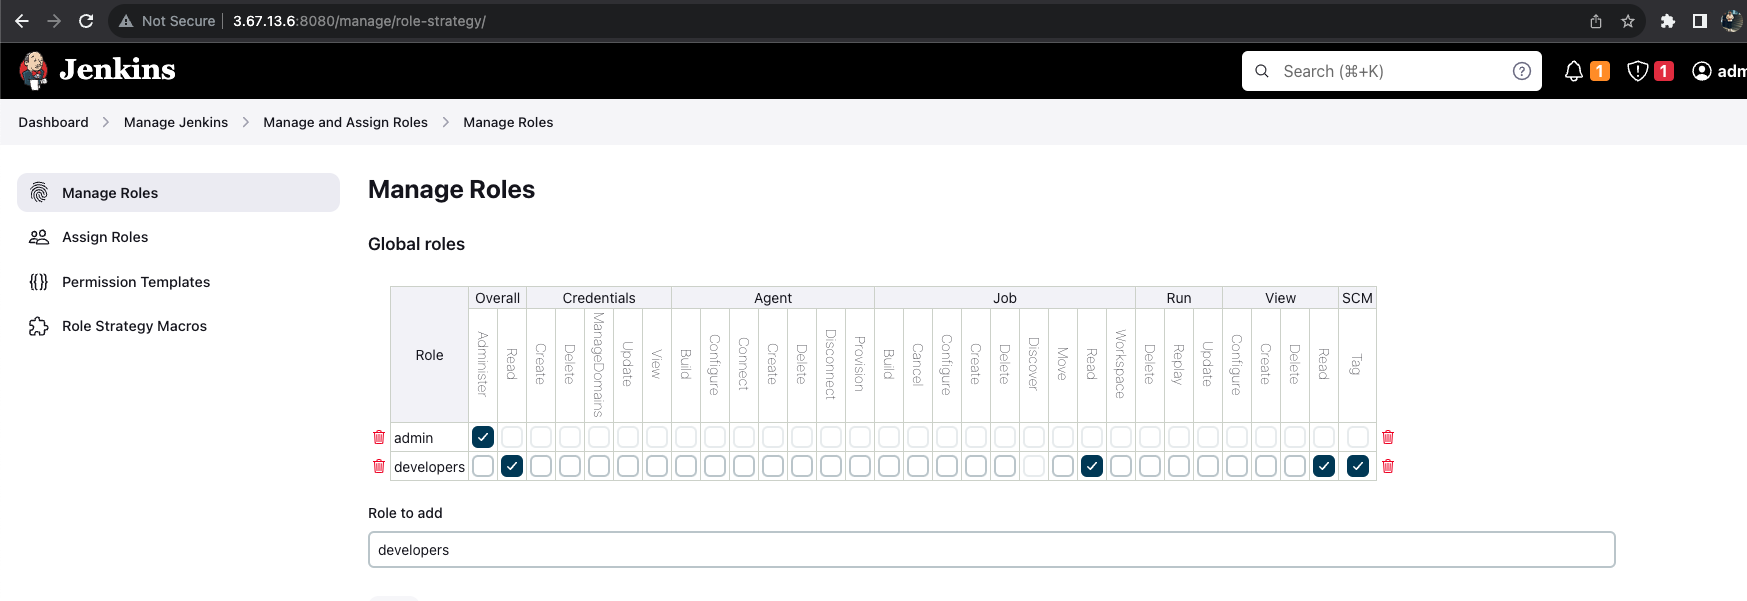 Not Secure 3.67.13.6:8080/manage/role-strategy/
Jenkins
Search (⌘+K)
1
1
adm
Dashboard Manage Jenkins Manage and Assign Roles Manage Roles
Manage Roles
Assign Roles
Permission Templates
Role Strategy Macros
Manage Roles
Global roles
Role Overall Credentials Agent Job Run View SCM
Administer Read Create Delete ManageDomains Update View Build Configure Connect Create Delete Disconnect Provision Build Cancel Configure Create Delete Discover Move Read Workspace Delete Replay Update Configure Create Delete Read Tag
admin
developers
Role to add
developers